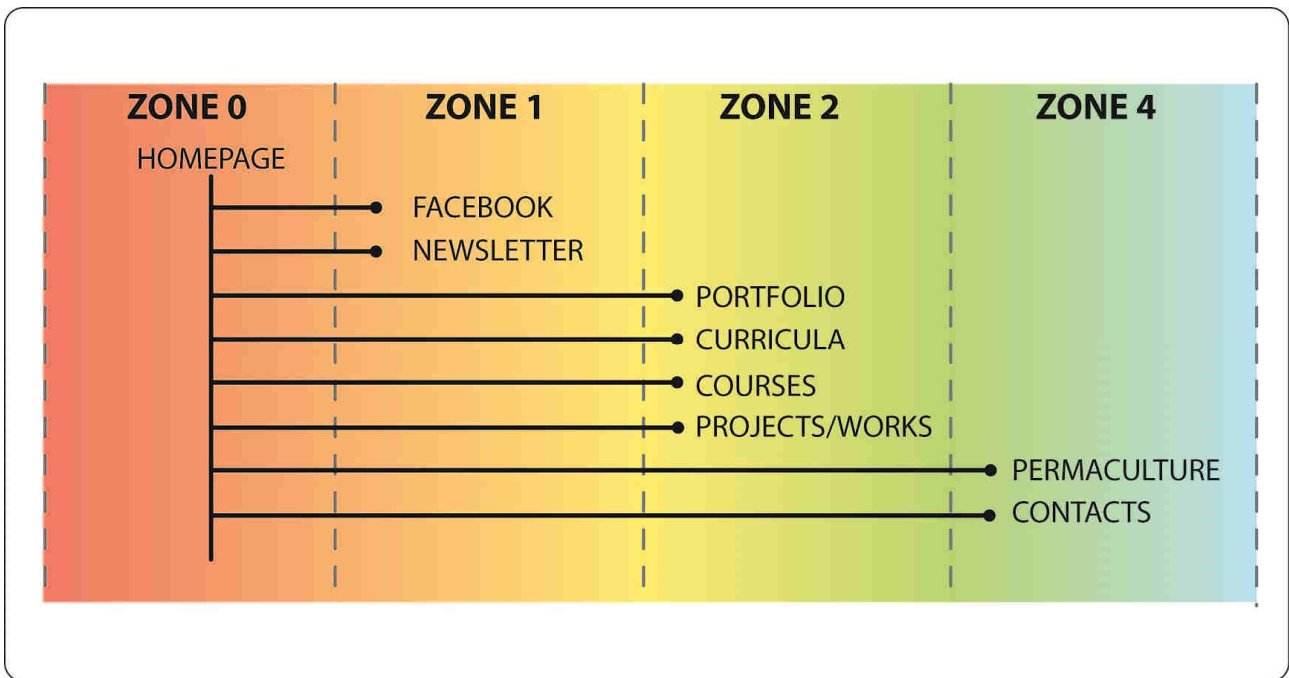 ZONE 0 ZONE 1 ZONE 2 ZONE 4
HOMEPAGE
FACEBOOK
NEWSLETTER
PORTFOLIO
CURRICULA
COURSES
PROJECTS/WORKS
PERMACULTURE
CONTACTS